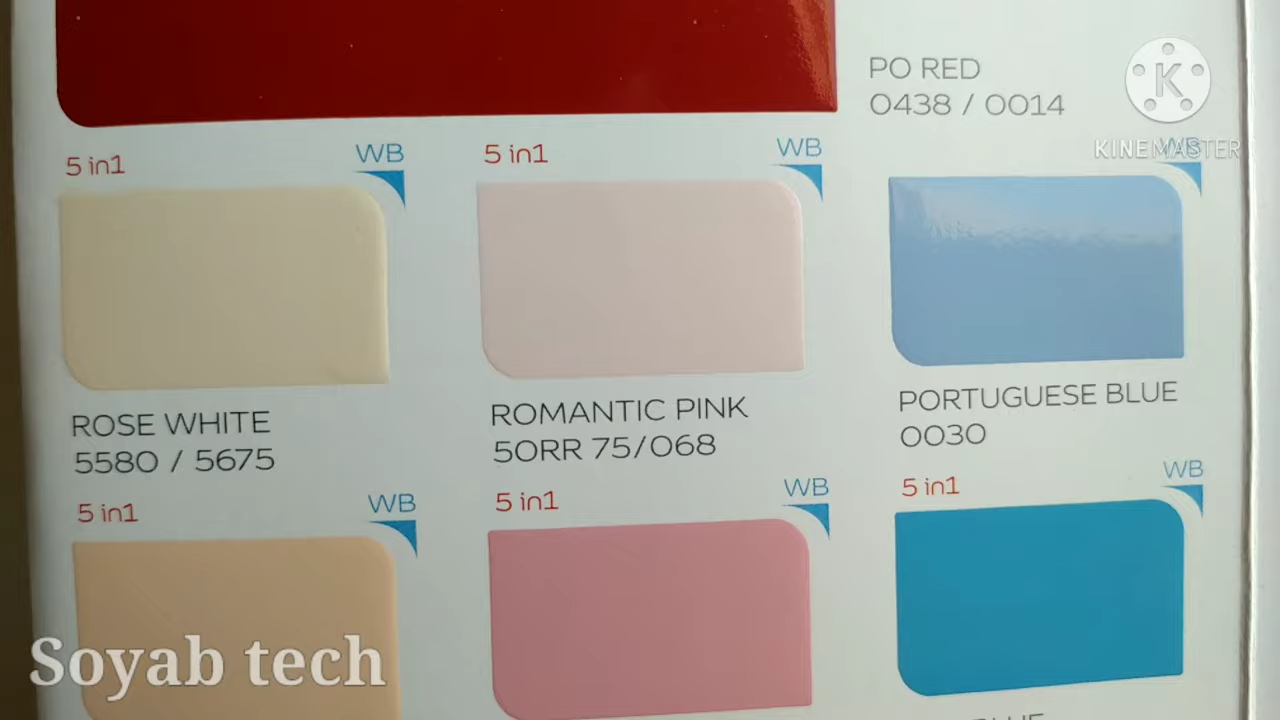 PO RED
0438 / 0014
K
KINEMASTER
5 in1
WB
5 in1
WB
WB
ROSE WHITE
5580 / 5675
ROMANTIC PINK
50RR 75/068
PORTUGUESE BLUE
0030
5 in1
WB
5 in1
WB
5 in1
WB
Soyab tech